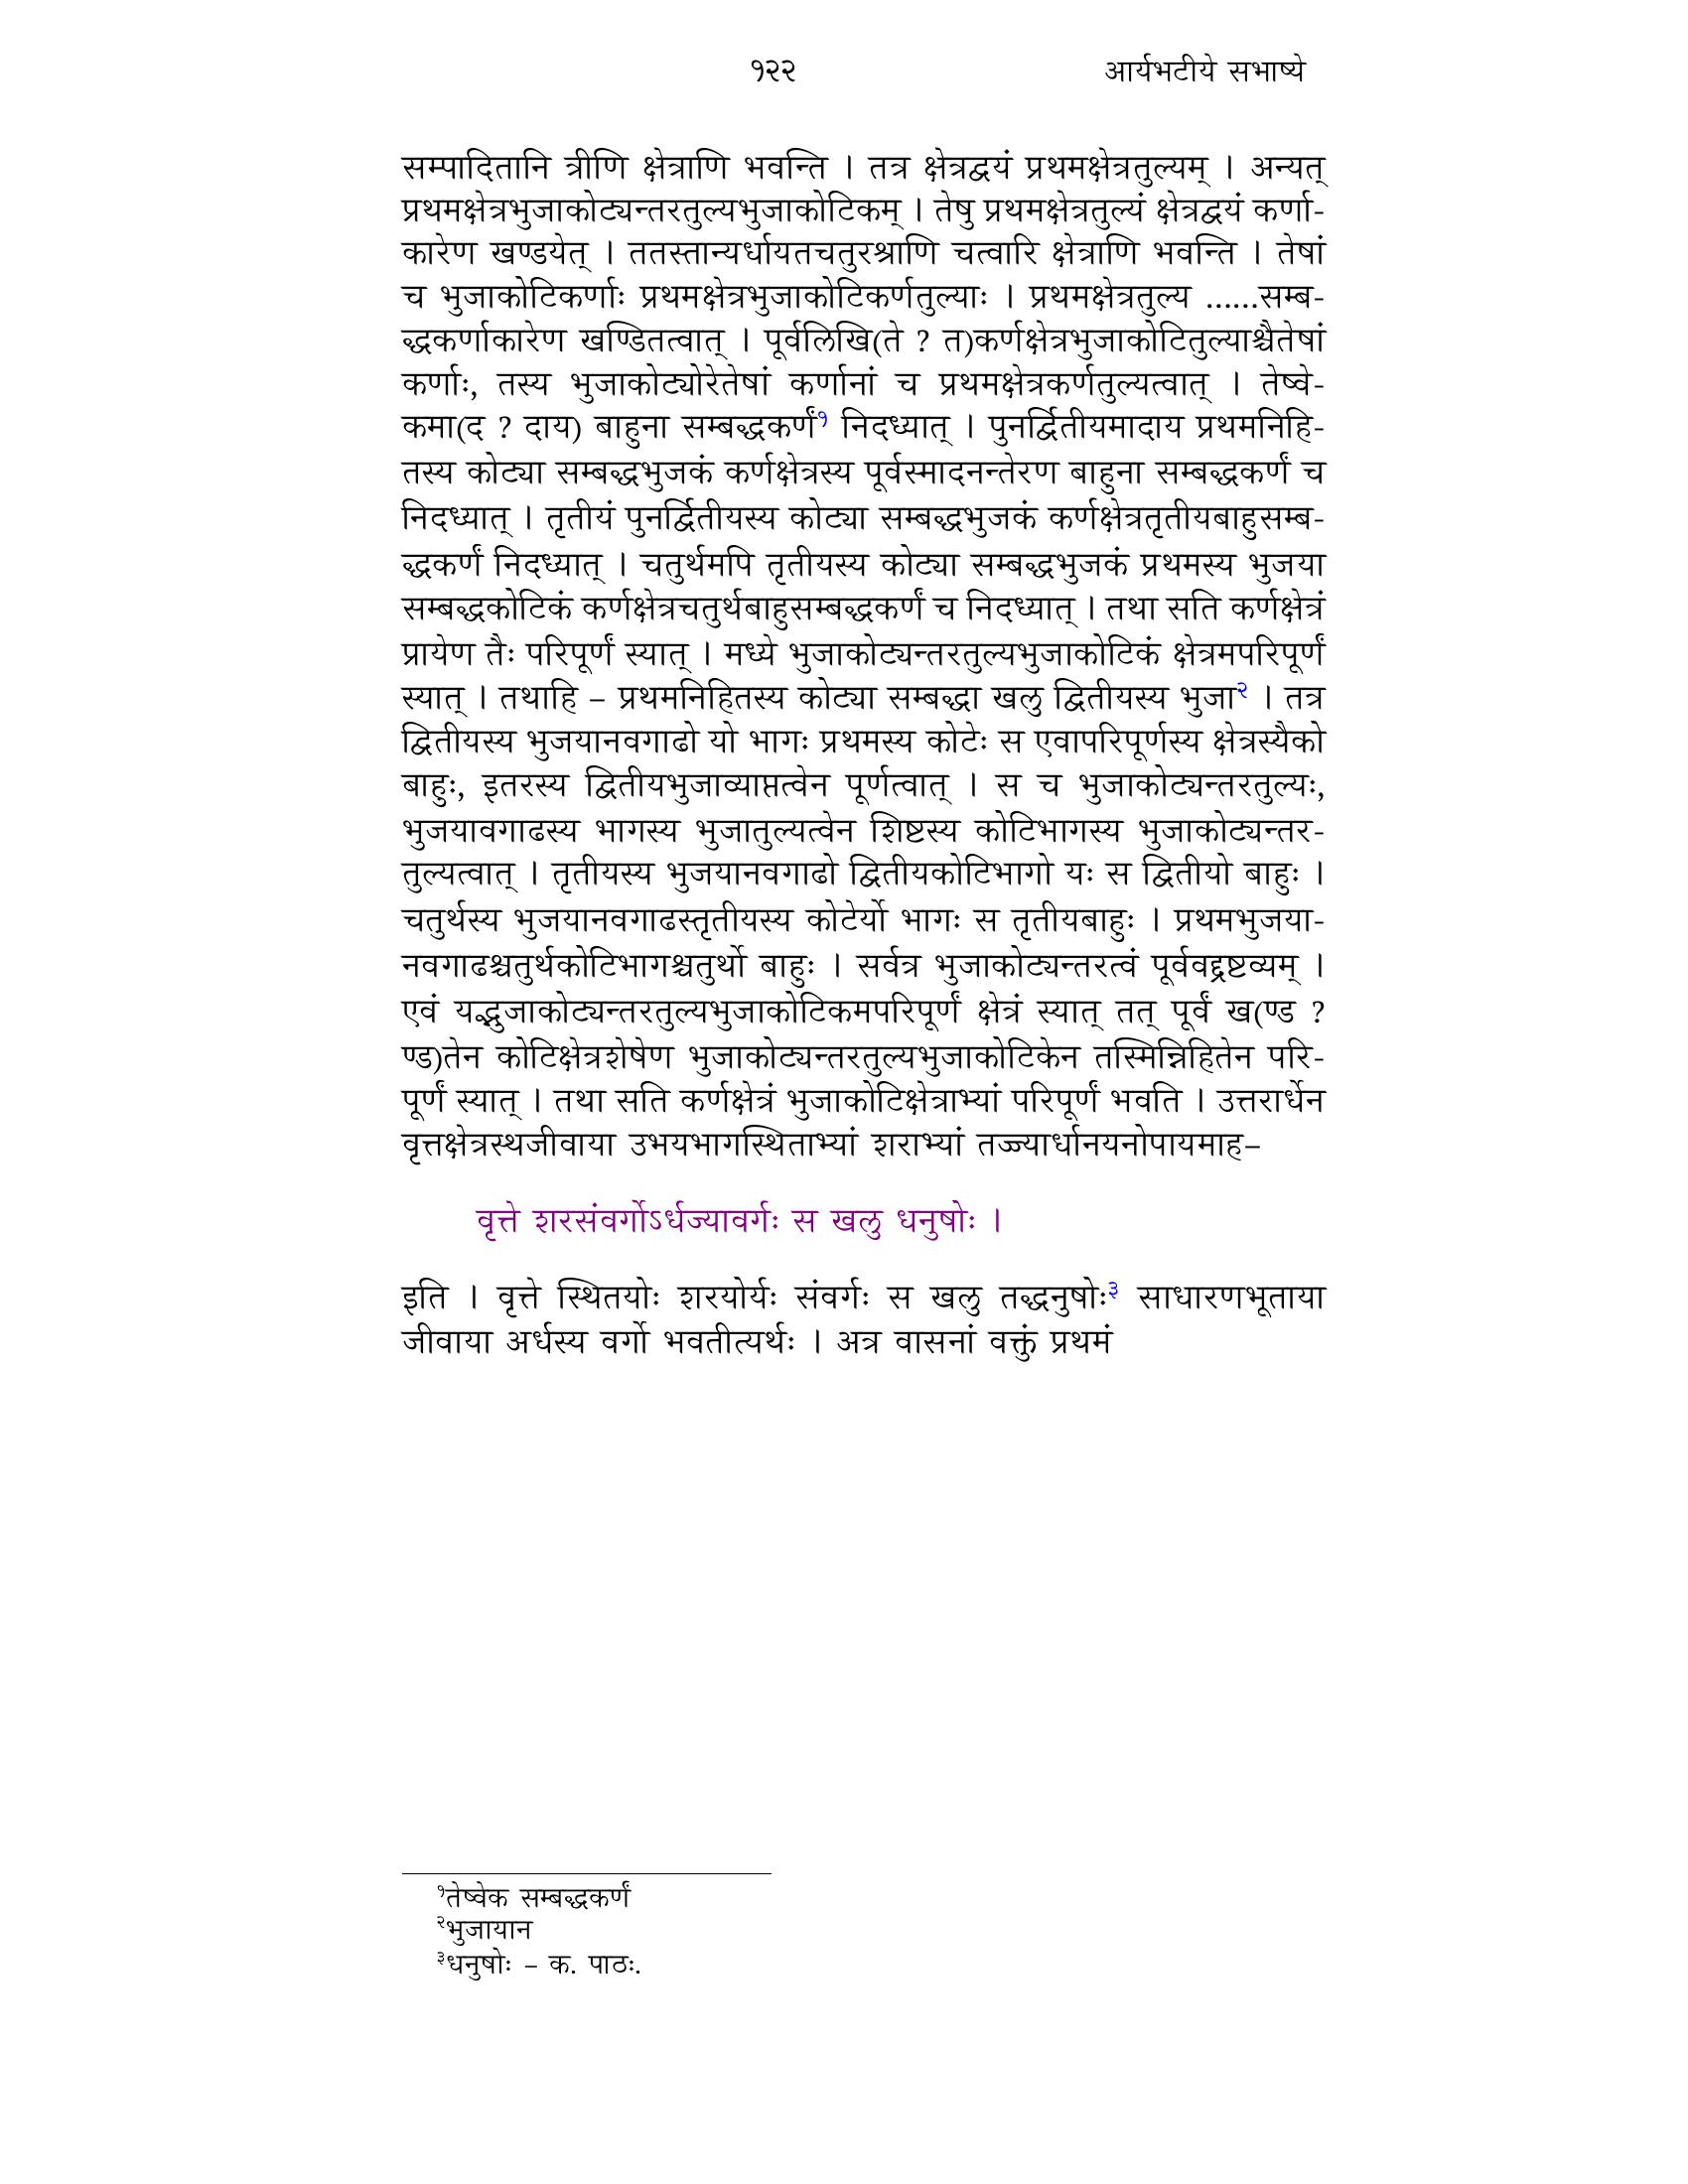 १२२ आर्यभटीये सभाष्ये
सम्पादितानि त्रीणि क्षेत्राणि भवन्ति । तत्र क्षेत्रद्वयं प्रथमक्षेत्रतुल्यम् । अन्यत्
प्रथमक्षेत्रभुजाकोट्यन्तरतुल्यभुजाकोटिकम् । तेषु प्रथमक्षेत्रतुल्यं क्षेत्रद्वयं कर्णा-
कारेण खण्डयेत् । ततस्तान्यर्धायतचतुरश्राणि चत्वारि क्षेत्राणि भवन्ति । तेषां
च भुजाकोटिकर्णाः प्रथमक्षेत्रभुजाकोटिकर्णतुल्याः । प्रथमक्षेत्रतुल्य ......सम्ब-
द्धकर्णाकारेण खण्डितत्वात् । पूर्वलिखि(ते ? त)कर्णक्षेत्रभुजाकोटितुल्याश्चैतेषां
कर्णाः, तस्य भुजाकोट्योरेतेषां कर्णानां च प्रथमक्षेत्रकर्णतुल्यत्वात् । तेष्वे-
कमा(द ? दाय) बाहुना सम्बद्धकर्णं१ निदध्यात् । पुनर्द्वितीयमादाय प्रथमनिहि-
तस्य कोट्या सम्बद्धभुजकं कर्णक्षेत्रस्य पूर्वस्मादनन्तेरण बाहुना सम्बद्धकर्णं च
निदध्यात् । तृतीयं पुनर्द्वितीयस्य कोट्या सम्बद्धभुजकं कर्णक्षेत्रतृतीयबाहुसम्ब-
द्धकर्णं निदध्यात् । चतुर्थमपि तृतीयस्य कोट्या सम्बद्धभुजकं प्रथमस्य भुजया
सम्बद्धकोटिकं कर्णक्षेत्रचतुर्थबाहुसम्बद्धकर्णं च निदध्यात् । तथा सति कर्णक्षेत्रं
प्रायेण तैः परिपूर्णं स्यात् । मध्ये भुजाकोट्यन्तरतुल्यभुजाकोटिकं क्षेत्रमपरिपूर्णं
स्यात् । तथाहि – प्रथमनिहितस्य कोट्या सम्बद्धा खलु द्वितीयस्य भुजा२ । तत्र
द्वितीयस्य भुजयानवगाढो यो भागः प्रथमस्य कोटेः स एवापरिपूर्णस्य क्षेत्रस्यैको
बाहुः, इतरस्य द्वितीयभुजाव्याप्तत्वेन पूर्णत्वात् । स च भुजाकोट्यन्तरतुल्यः,
भुजयावगाढस्य भागस्य भुजातुल्यत्वेन शिष्टस्य कोटिभागस्य भुजाकोट्यन्तर-
तुल्यत्वात् । तृतीयस्य भुजयानवगाढो द्वितीयकोटिभागो यः स द्वितीयो बाहुः ।
चतुर्थस्य भुजयानवगाढस्तृतीयस्य कोटेर्यो भागः स तृतीयबाहुः । प्रथमभुजया-
नवगाढश्चतुर्थकोटिभागश्चतुर्थो बाहुः । सर्वत्र भुजाकोट्यन्तरत्वं पूर्ववद्द्रष्टव्यम् ।
एवं यद्भुजाकोट्यन्तरतुल्यभुजाकोटिकमपरिपूर्णं क्षेत्रं स्यात् तत् पूर्वं ख(ण्ड ?
ण्ड)तेन कोटिक्षेत्रशेषेण भुजाकोट्यन्तरतुल्यभुजाकोटिकेन तस्मिन्निहितेन परि-
पूर्णं स्यात् । तथा सति कर्णक्षेत्रं भुजाकोटिक्षेत्राभ्यां परिपूर्णं भवति । उत्तरार्धेन
वृत्तक्षेत्रस्थजीवाया उभयभागस्थिताभ्यां शराभ्यां तज्ज्यार्धानयनोपायमाह–
वृत्ते शरसंवर्गोऽर्धज्यावर्गः स खलु धनुषोः ।
इति । वृत्ते स्थितयोः शरयोर्यः संवर्गः स खलु तद्धनुषोः३ साधारणभूताया
जीवाया अर्धस्य वर्गो भवतीत्यर्थः । अत्र वासनां वक्तुं प्रथमं
१तेष्वेक सम्बद्धकर्णं
२भुजायान
३धनुषोः – क. पाठः.